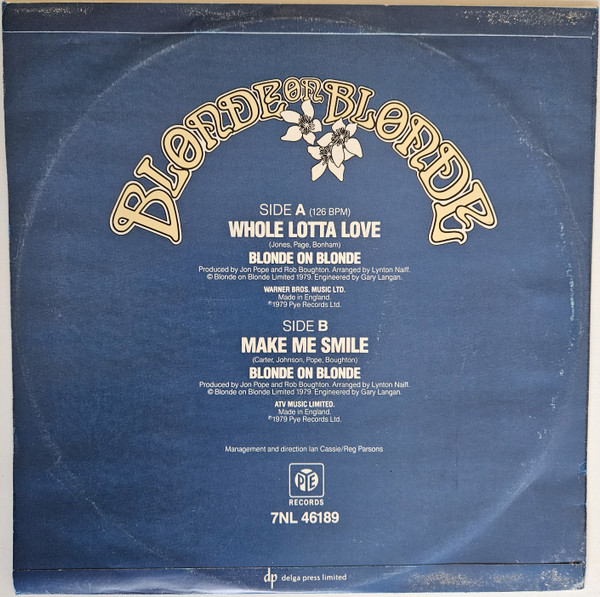 BLONDE ON BLONDE
SIDE A (126 BPM)
WHOLE LOTTA LOVE
(Jones, Page, Bonham)
BLONDE ON BLONDE
Produced by Jon Pope and Rob Boughton. Arranged by Lynton Naiff.
© Blonde on Blonde Limited 1979. Engineered by Gary Langan.
WARNER BROS. MUSIC LTD.
Made in England.
℗1979 Pye Records Ltd.
SIDE B
MAKE ME SMILE
(Carter, Johnson, Pope, Boughton)
BLONDE ON BLONDE
Produced by Jon Pope and Rob Boughton. Arranged by Lynton Naiff.
© Blonde on Blonde Limited 1979. Engineered by Gary Langan.
ATV MUSIC LIMITED.
Made in England.
℗1979 Pye Records Ltd.
Management and direction Ian Cassie/Reg Parsons
PYE
RECORDS
7NL 46189
dp delga press limited